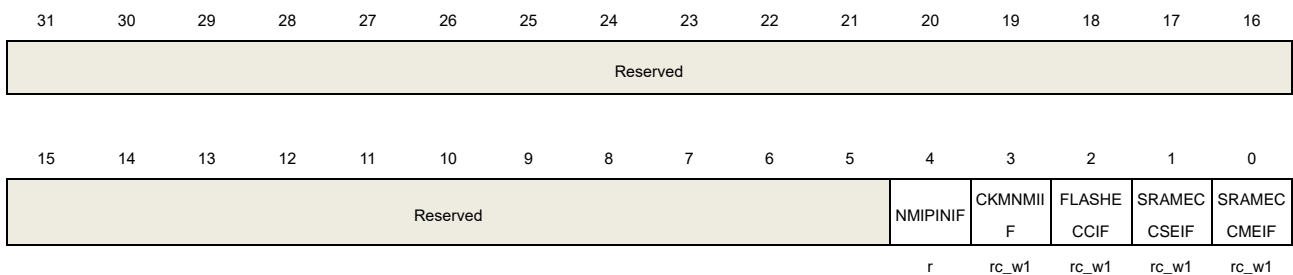 31 30 29 28 27 26 25 24 23 22 21 20 19 18 17 16
Reserved
15 14 13 12 11 10 9 8 7 6 5 4 3 2 1 0
Reserved NMIPINIF CKMNMII FLASHE SRAMEC SRAMEC
F CCIF CSEIF CMEIF
r rc_w1 rc_w1 rc_w1 rc_w1